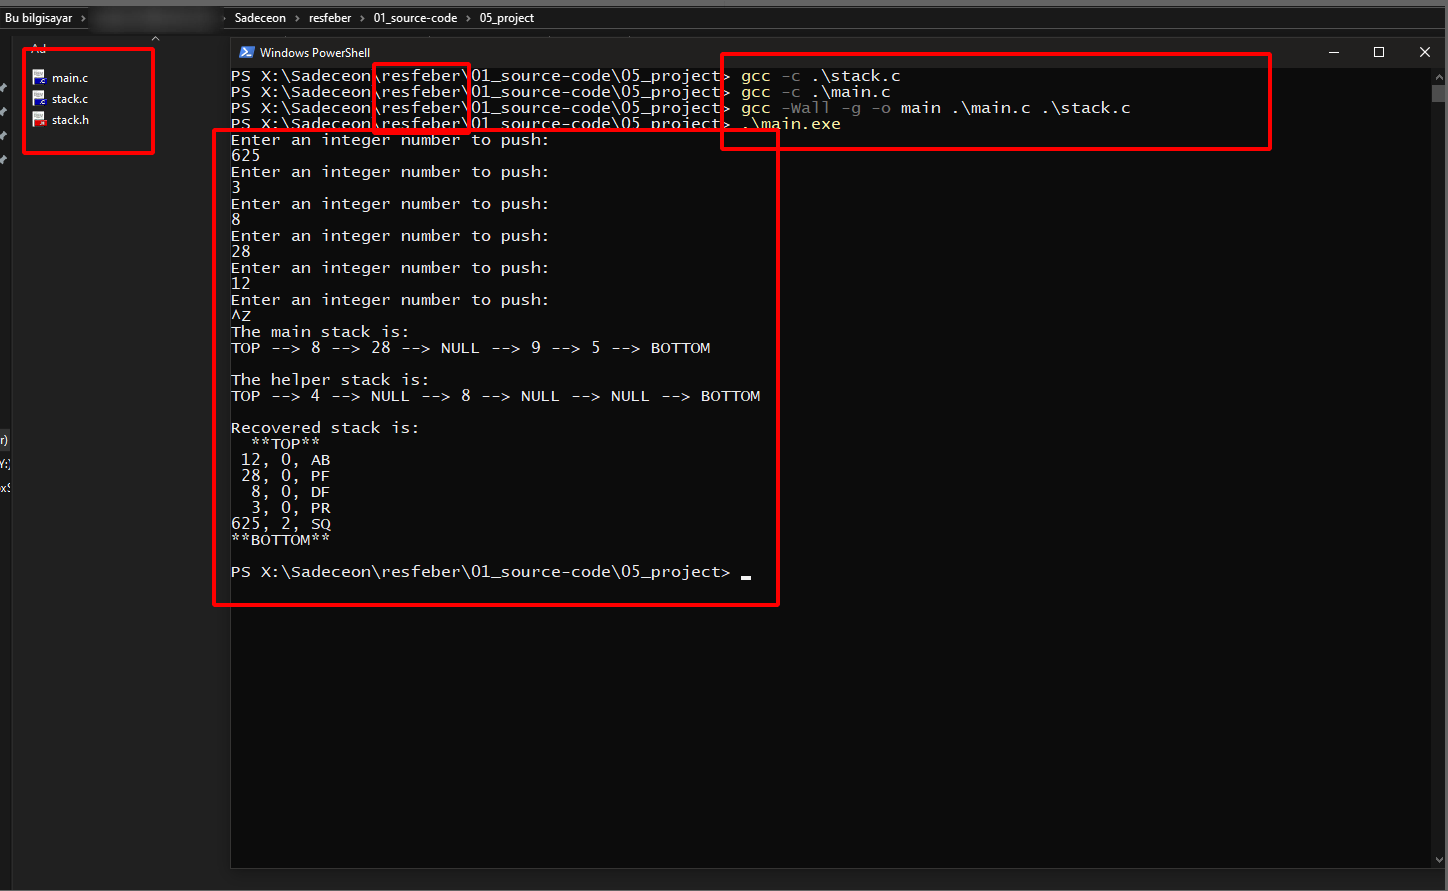 Bu bilgisayar > Sadeceon > resfeber > 01_source-code > 05_project
Ad
main.c
stack.c
stack.h
r)
Y:)
Windows PowerShell
PS X:\Sadeceon\resfeber\01_source-code\05_project> gcc -c .\stack.c
PS X:\Sadeceon\resfeber\01_source-code\05_project> gcc -c .\main.c
PS X:\Sadeceon\resfeber\01_source-code\05_project> gcc -Wall -g -o main .\main.c .\stack.c
PS X:\Sadeceon\resfeber\01_source-code\05_project> .\main.exe
Enter an integer number to push:
625
Enter an integer number to push:
3
Enter an integer number to push:
8
Enter an integer number to push:
28
Enter an integer number to push:
12
Enter an integer number to push:
^Z
The main stack is:
TOP --> 8 --> 28 --> NULL --> 9 --> 5 --> BOTTOM
The helper stack is:
TOP --> 4 --> NULL --> 8 --> NULL --> NULL --> BOTTOM
Recovered stack is:
**TOP**
12, 0, AB
28, 0, PF
8, 0, DF
3, 0, PR
625, 2, SQ
**BOTTOM**
PS X:\Sadeceon\resfeber\01_source-code\05_project>